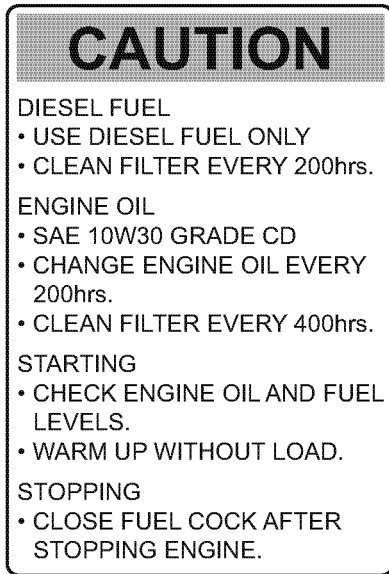 CAUTION
DIESEL FUEL
• USE DIESEL FUEL ONLY
• CLEAN FILTER EVERY 200hrs.
ENGINE OIL
• SAE 10W30 GRADE CD
• CHANGE ENGINE OIL EVERY
200hrs.
• CLEAN FILTER EVERY 400hrs.
STARTING
• CHECK ENGINE OIL AND FUEL
LEVELS.
• WARM UP WITHOUT LOAD.
STOPPING
• CLOSE FUEL COCK AFTER
STOPPING ENGINE.